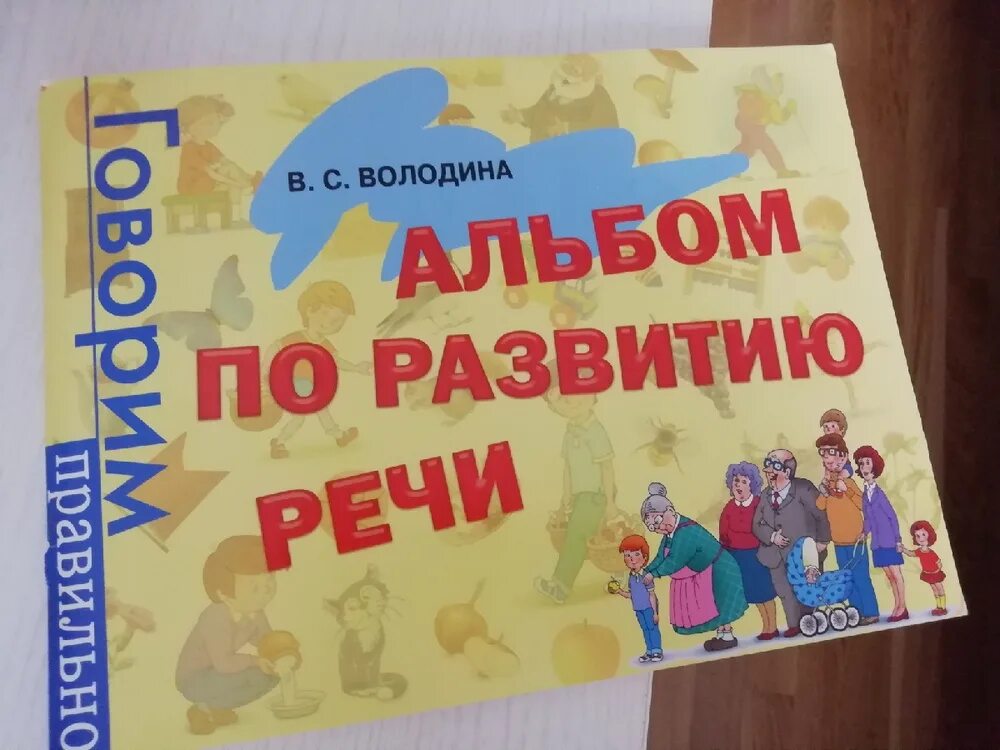 Говорим
правильно
В. С. ВОЛОДИНА
АЛЬБОМ
ПО РАЗВИТИЮ
РЕЧИ